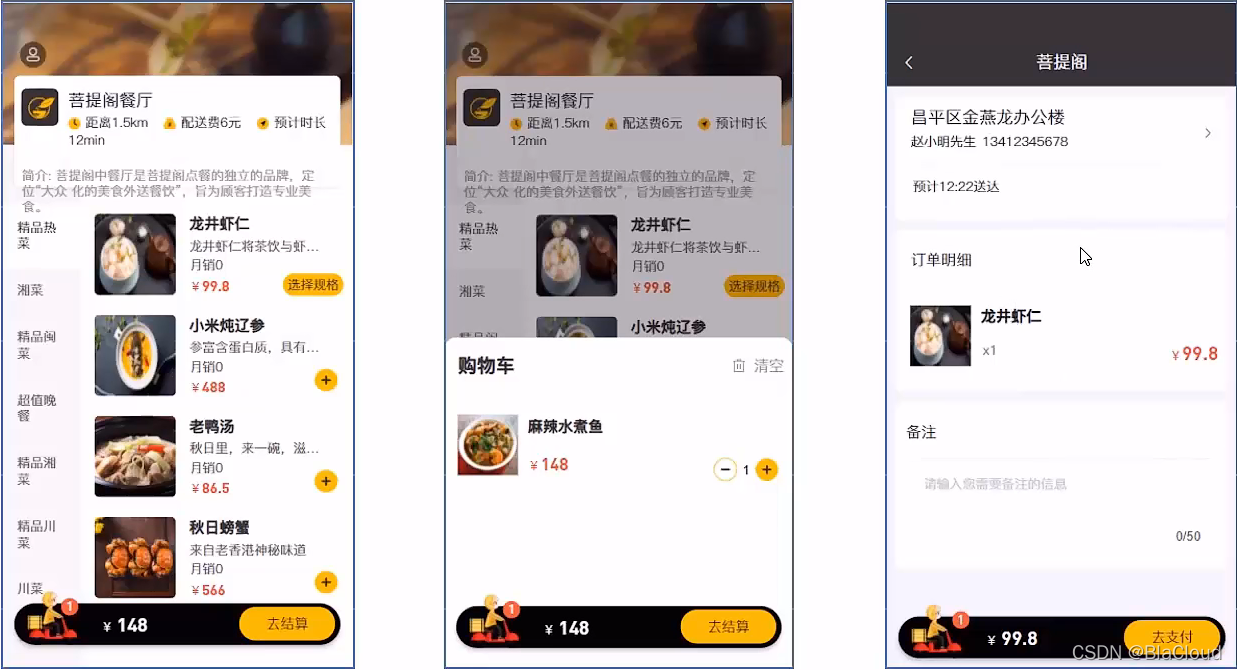 菩提阁餐厅
距离1.5km 配送费6元 预计时长
12min
简介: 菩提阁中餐厅是菩提阁点餐的独立的品牌，定
位“大众 化的美食外送餐饮”，旨为顾客打造专业美
食。
精品热
菜
湘菜
精品闽
菜
超值晚
餐
精品湘
菜
精品川
菜
川菜
龙井虾仁
龙井虾仁将茶饮与虾...
月销0
¥ 99.8
选择规格
小米炖辽参
参富含蛋白质，具有...
月销0
¥ 488
老鸭汤
秋日里，来一碗，滋...
月销0
¥ 86.5
秋日螃蟹
来自老香港神秘味道
月销0
¥ 566
1
¥ 148
去结算
菩提阁餐厅
距离1.5km 配送费6元 预计时长
12min
简介: 菩提阁中餐厅是菩提阁点餐的独立的品牌，定
位“大众 化的美食外送餐饮”，旨为顾客打造专业美
食。
精品热
菜
湘菜
精品闽
龙井虾仁
龙井虾仁将茶饮与虾...
月销0
¥ 99.8
选择规格
小米炖辽参
购物车
清空
麻辣水煮鱼
¥ 148
1
1
¥ 148
去结算
菩提阁
昌平区金燕龙办公楼
赵小明先生 13412345678
预计12:22送达
订单明细
龙井虾仁
x1
¥ 99.8
备注
请输入您需要备注的信息
0/50
1
¥ 99.8
去支付
CSDN @BlaCloud